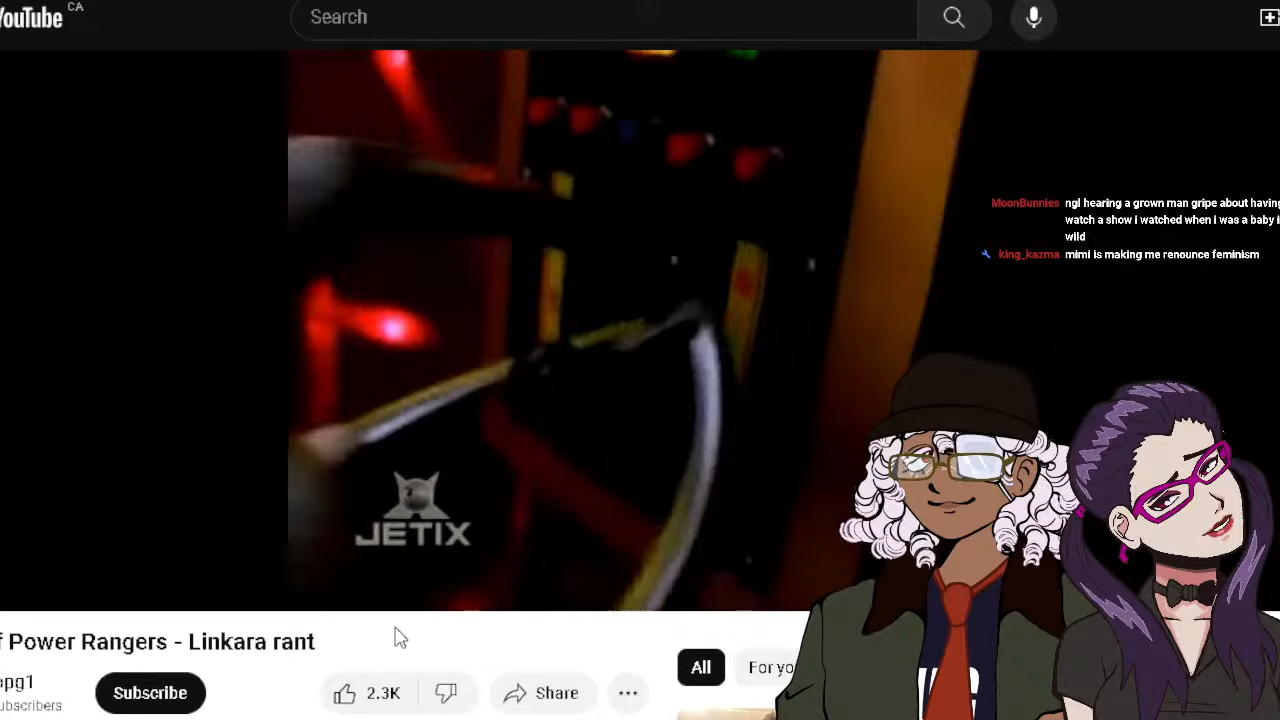 YouTube CA
Search
MoonBunnies ngl hearing a grown man gripe about having
watch a show i watched when i was a baby i
wild
king_kazma mimi is making me renounce feminism
JETIX
f Power Rangers - Linkara rant
epg1
Subscribe
2.3K
Share
All
For yo
ubscribers